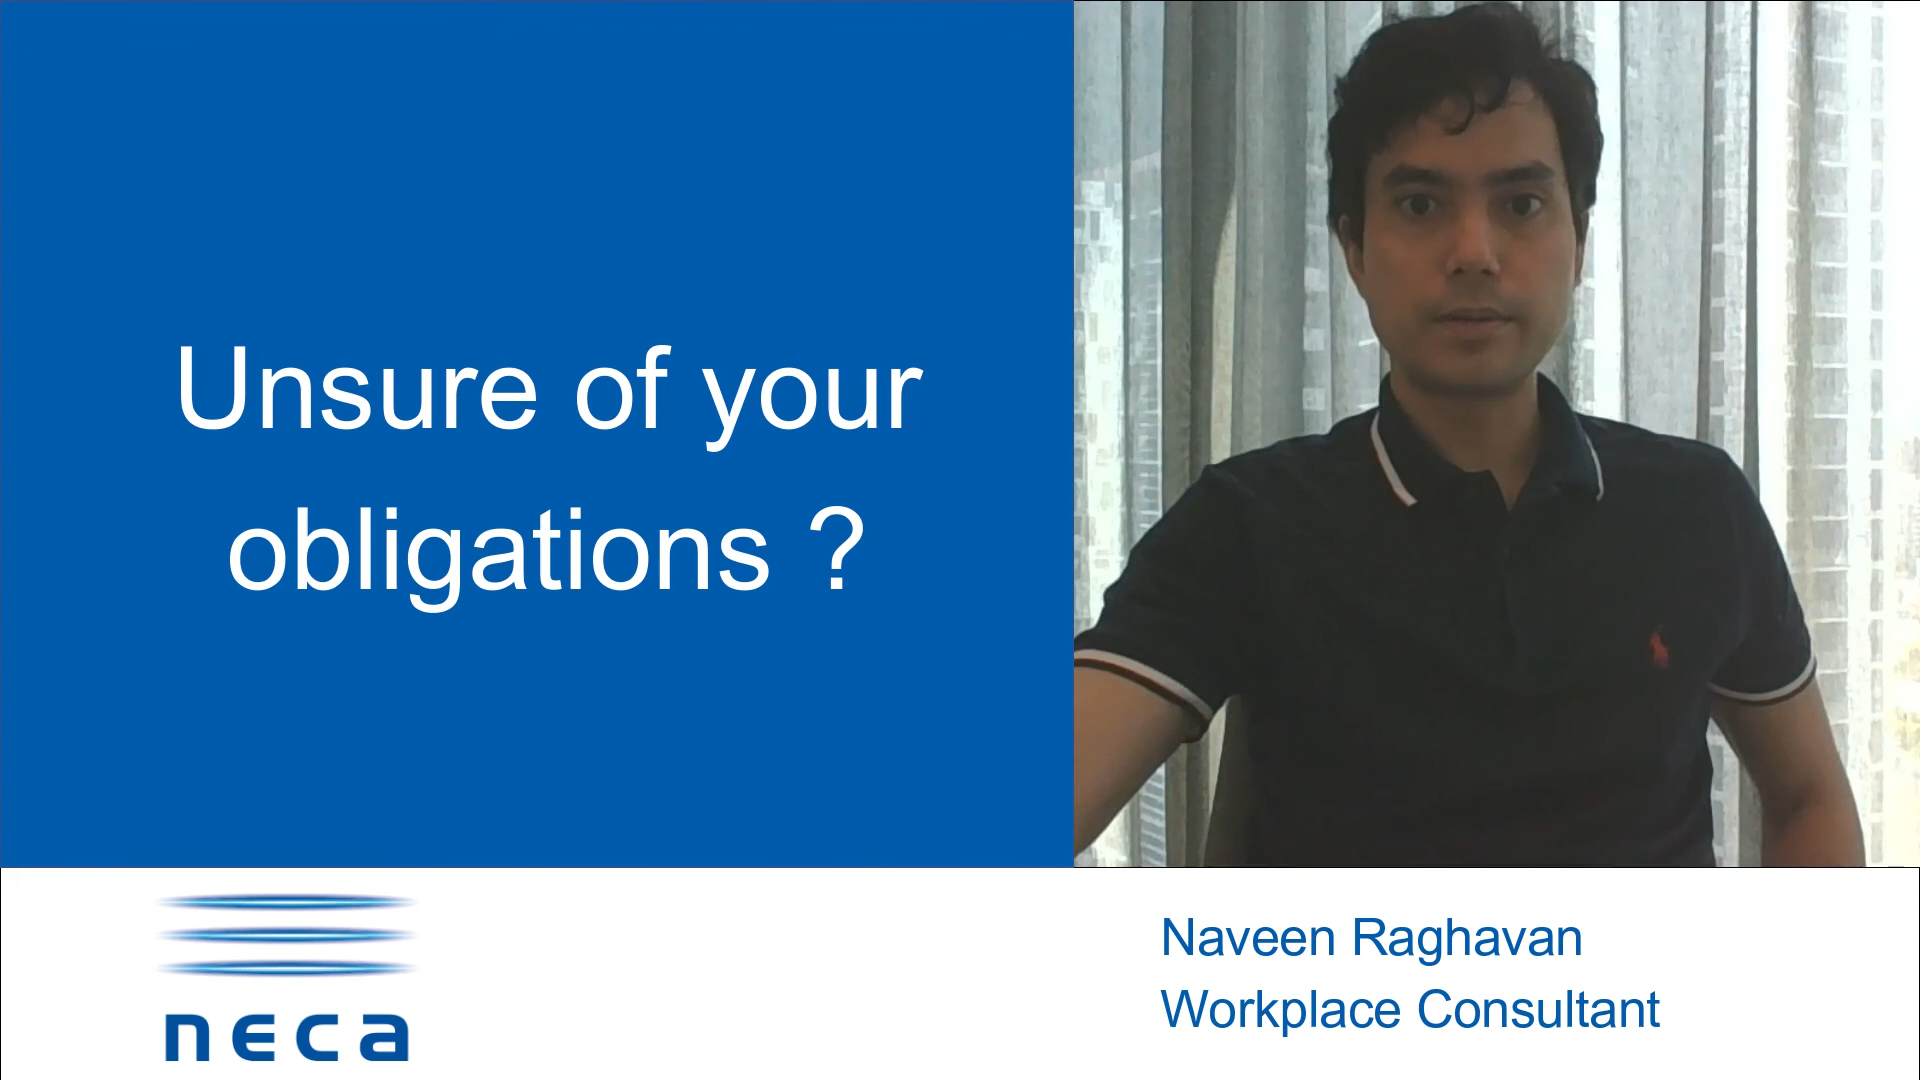 Unsure of your
obligations ?
neca
Naveen Raghavan
Workplace Consultant